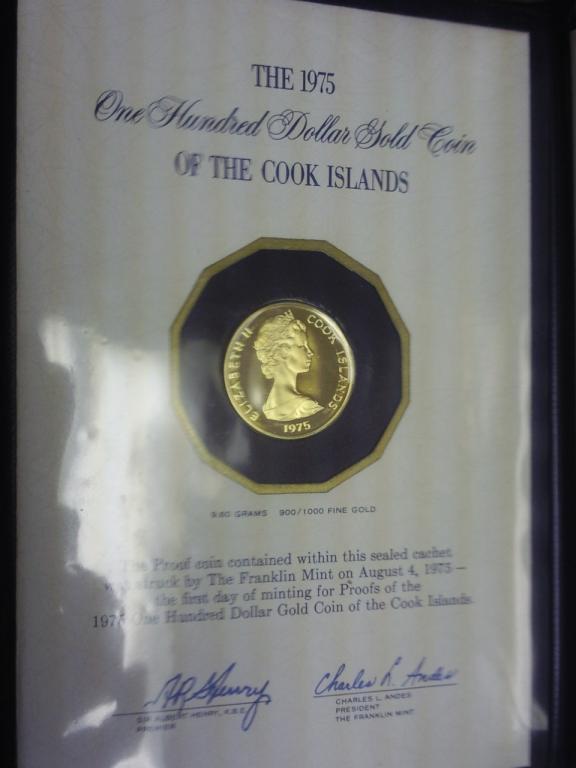 THE 1975
One Hundred Dollar Gold Coin
OF THE COOK ISLANDS
ELIZABETH II COOK ISLANDS
1975
9.60 GRAMS 900/1000 FINE GOLD
The Proof coin contained within this sealed cachet
was struck by The Franklin Mint on August 4, 1975 —
the first day of minting for Proofs of the
1975 One Hundred Dollar Gold Coin of the Cook Islands.
Charles L. Andes
SIR ALBERT HENRY, K.B.E.
PREMIER
CHARLES L. ANDES
PRESIDENT
THE FRANKLIN MINT